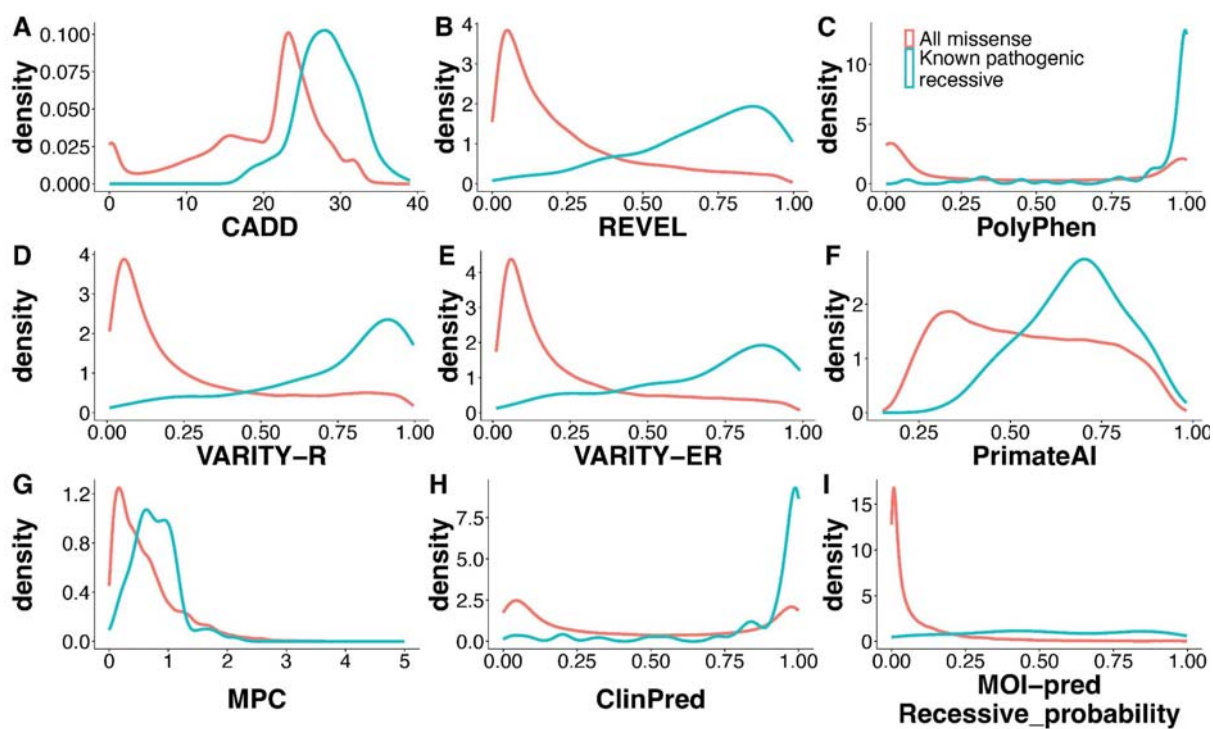 A
density
0.100
0.075
0.050
0.025
0.000
0
10
20
30
40
CADD
B
density
4
3
2
1
0
0.00
0.25
0.50
0.75
1.00
REVEL
C
All missense
Known pathogenic
recessive
density
10
5
0
0.00
0.25
0.50
0.75
1.00
PolyPhen
D
density
4
3
2
1
0
0.00
0.25
0.50
0.75
1.00
VARITY−R
E
density
4
3
2
1
0
0.00
0.25
0.50
0.75
1.00
VARITY−ER
F
density
2
1
0
0.25
0.50
0.75
1.00
PrimateAI
G
density
1.2
0.8
0.4
0.0
0
1
2
3
4
5
MPC
H
density
7.5
5.0
2.5
0.0
0.00
0.25
0.50
0.75
1.00
ClinPred
I
density
15
10
5
0
0.00
0.25
0.50
0.75
1.00
MOI−pred
Recessive_probability